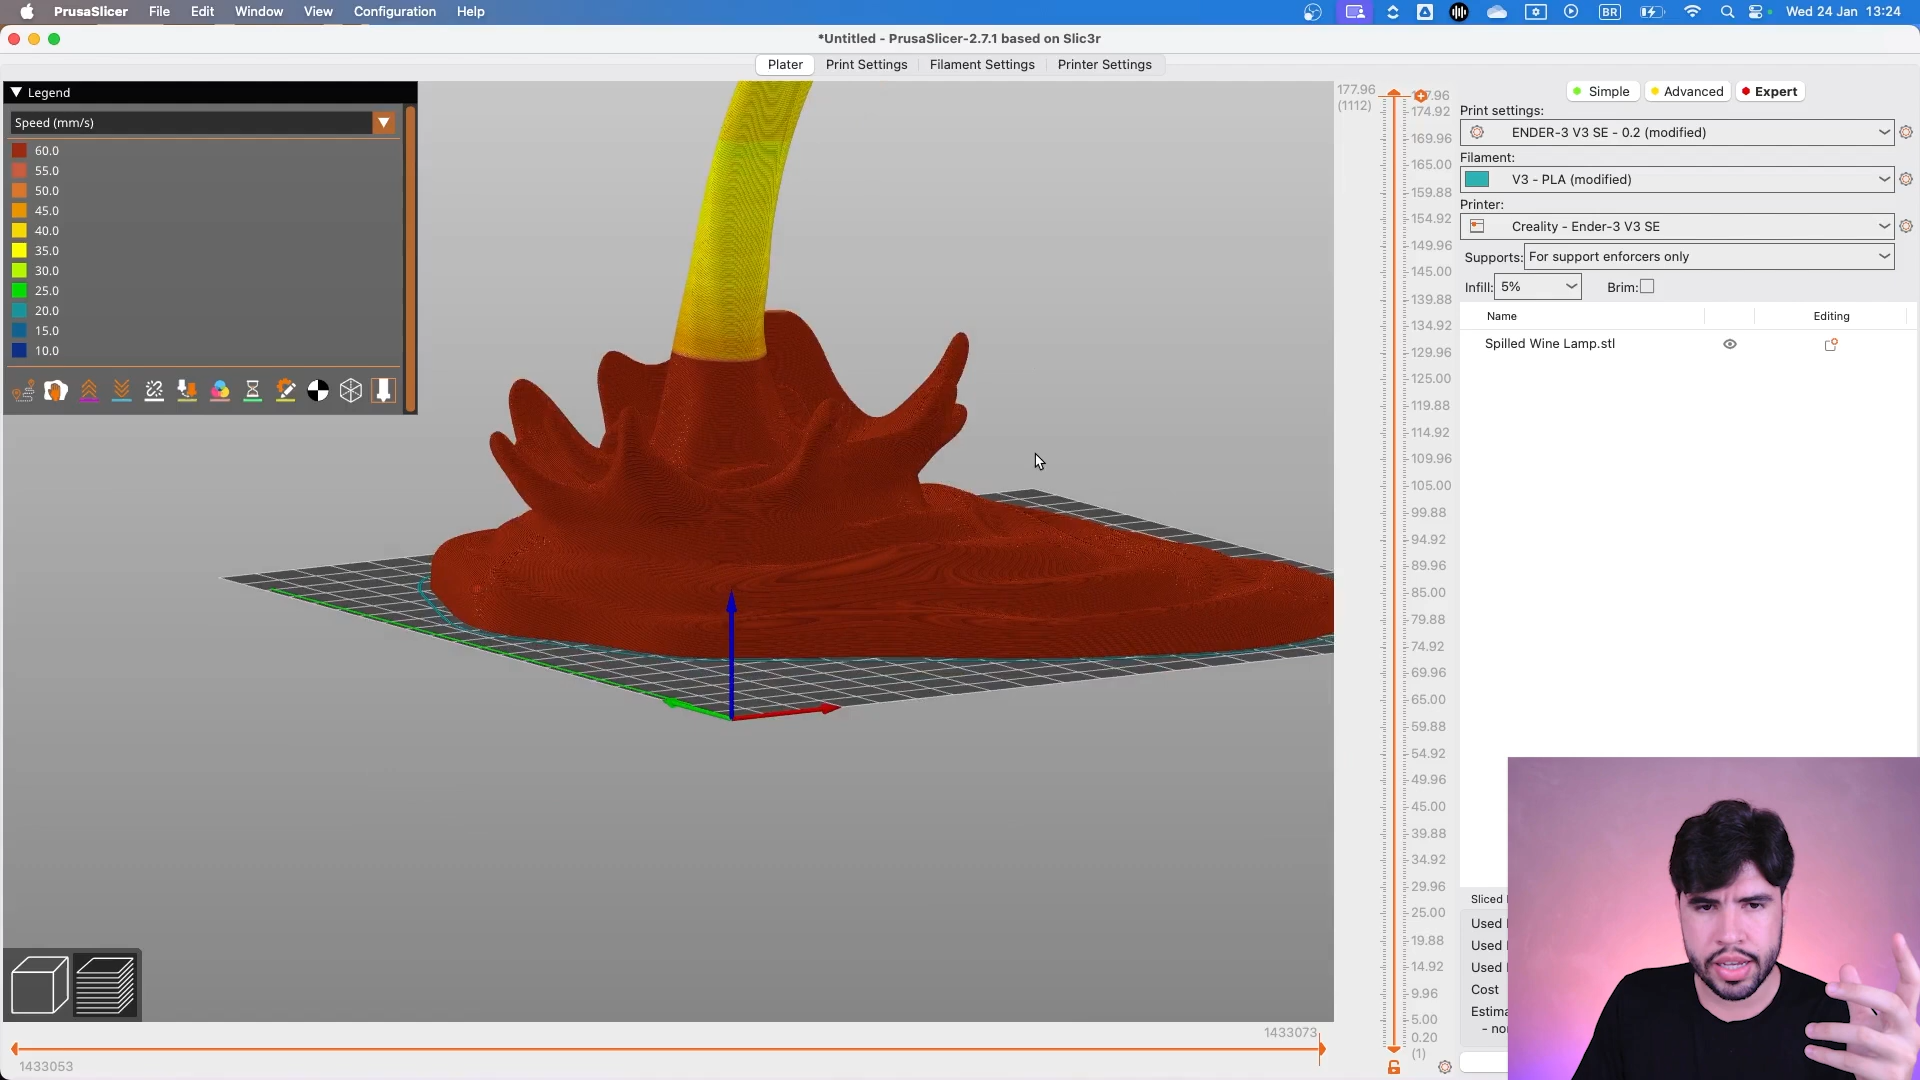 PrusaSlicer File Edit Window View Configuration Help
BR Wed 24 Jan 13:24
*Untitled - PrusaSlicer-2.7.1 based on Slic3r
Plater Print Settings Filament Settings Printer Settings
Legend
Speed (mm/s)
60.0
55.0
50.0
45.0
40.0
35.0
30.0
25.0
20.0
15.0
10.0
177.96
(1112)
174.92
169.96
165.00
159.88
154.92
149.96
145.00
139.88
134.92
129.96
125.00
119.88
114.92
109.96
105.00
99.88
94.92
89.96
85.00
79.88
74.92
69.96
65.00
59.88
54.92
49.96
45.00
39.88
34.92
29.96
25.00
19.88
14.92
9.96
5.00
0.20
(1)
1433073
1433053
Simple Advanced Expert
Print settings:
ENDER-3 V3 SE - 0.2 (modified)
Filament:
V3 - PLA (modified)
Printer:
Creality - Ender-3 V3 SE
Supports: For support enforcers only
Infill: 5% Brim:
Name Editing
Spilled Wine Lamp.stl
Sliced
Used
Used
Used
Cost